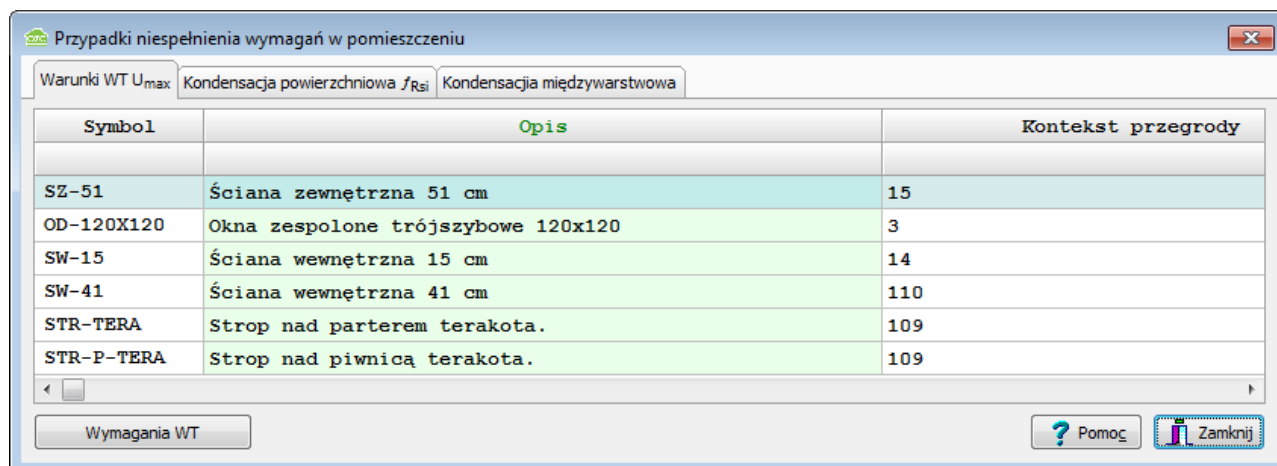 Przypadki niespełnienia wymagań w pomieszczeniu
Warunki WT Umax Kondensacja powierzchniowa fRsi Kondensacjia międzywarstwowa
Symbol Opis Kontekst przegrody
SZ-51 Ściana zewnętrzna 51 cm 15
OD-120X120 Okna zespolone trójszybowe 120x120 3
SW-15 Ściana wewnętrzna 15 cm 14
SW-41 Ściana wewnętrzna 41 cm 110
STR-TERA Strop nad parterem terakota. 109
STR-P-TERA Strop nad piwnicą terakota. 109
Wymagania WT ? Pomoc Zamknij